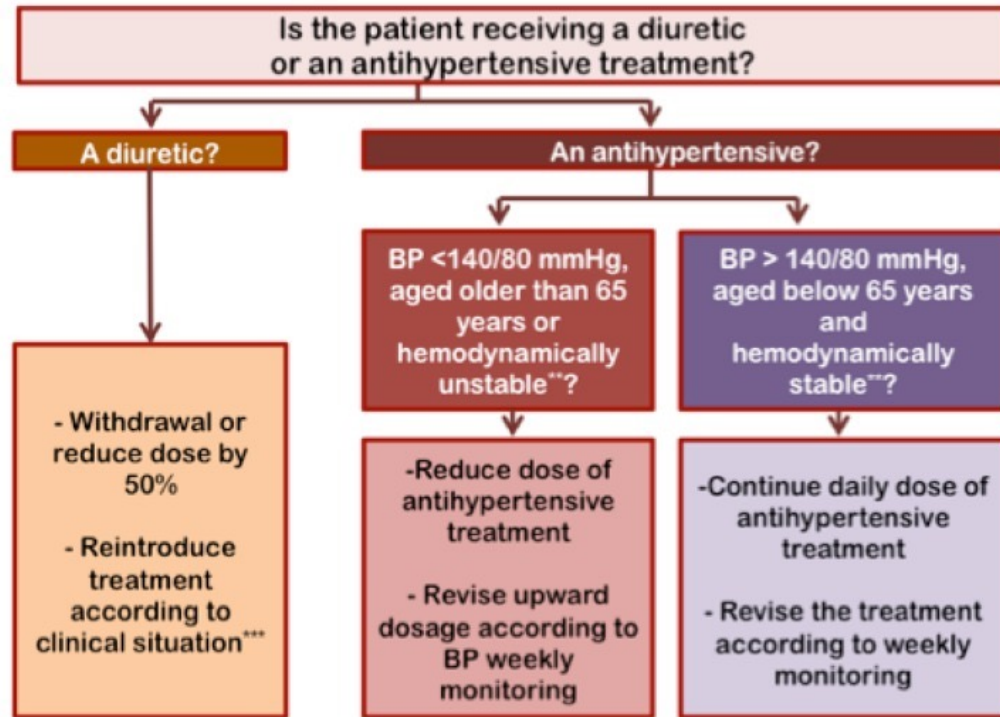 Is the patient receiving a diuretic
or an antihypertensive treatment?
A diuretic?
An antihypertensive?
- Withdrawal or
reduce dose by
50%
- Reintroduce
treatment
according to
clinical situation***
BP <140/80 mmHg,
aged older than 65
years or
hemodynamically
unstable**?
-Reduce dose of
antihypertensive
treatment
- Revise upward
dosage according to
BP weekly
monitoring
BP > 140/80 mmHg,
aged below 65 years
and
hemodynamically
stable**?
-Continue daily dose of
antihypertensive
treatment
- Revise the treatment
according to weekly
monitoring